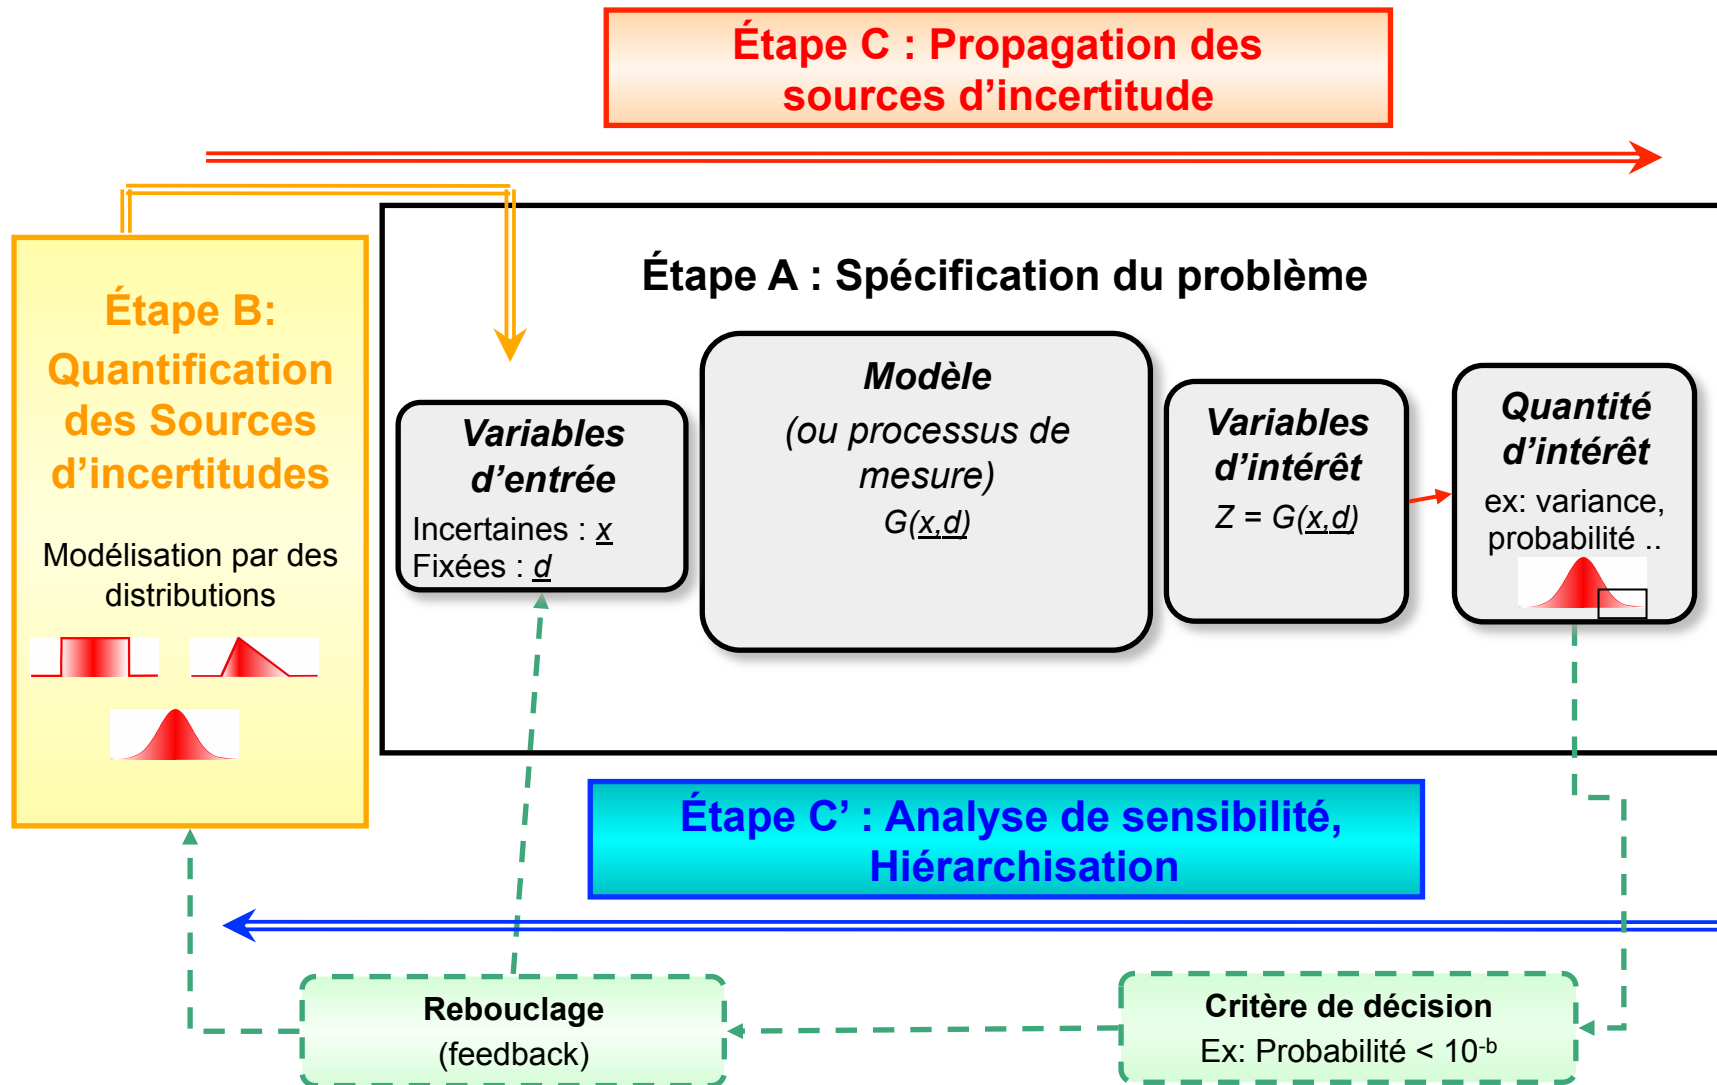 Étape C : Propagation des
sources d’incertitude
Étape A : Spécification du problème
Étape B:
Quantification
des Sources
d’incertitudes
Modélisation par des
distributions
Variables
d’entrée
Incertaines : x
Fixées : d
Modèle
(ou processus de
mesure)
G(x,d)
Variables
d’intérêt
Z = G(x,d)
Quantité
d’intérêt
ex: variance,
probabilité ..
Étape C’ : Analyse de sensibilité,
Hiérarchisation
Rebouclage
(feedback)
Critère de décision
Ex: Probabilité < 10-b